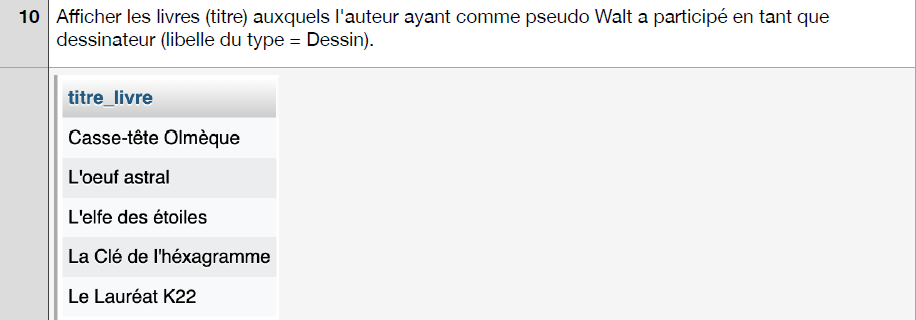 10 Afficher les livres (titre) auxquels l'auteur ayant comme pseudo Walt a participé en tant que
dessinateur (libelle du type = Dessin).
titre_livre
Casse-tête Olmèque
L'oeuf astral
L'elfe des étoiles
La Clé de l'héxagramme
Le Lauréat K22